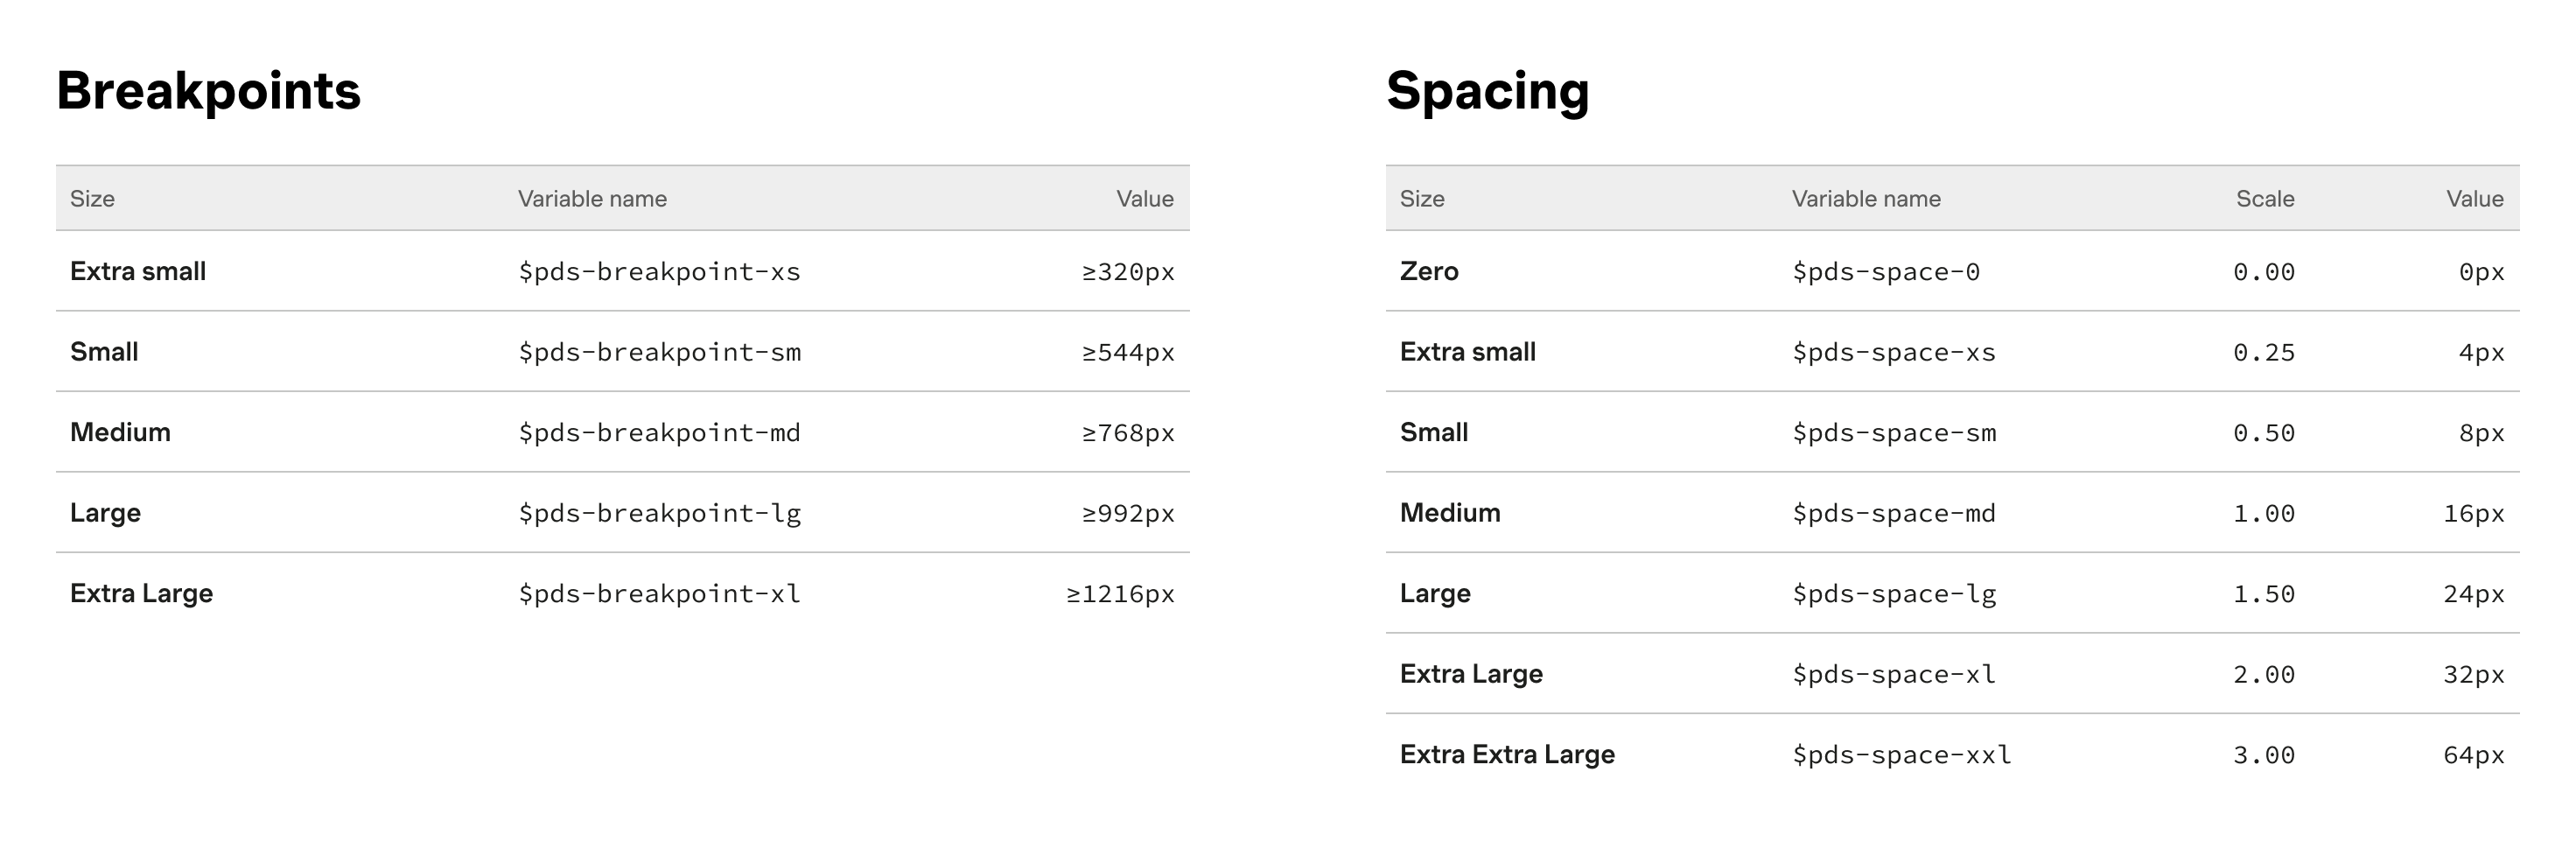 Breakpoints
Size Variable name Value
Extra small $pds-breakpoint-xs ≥320px
Small $pds-breakpoint-sm ≥544px
Medium $pds-breakpoint-md ≥768px
Large $pds-breakpoint-lg ≥992px
Extra Large $pds-breakpoint-xl ≥1216px
Spacing
Size Variable name Scale Value
Zero $pds-space-0 0.00 0px
Extra small $pds-space-xs 0.25 4px
Small $pds-space-sm 0.50 8px
Medium $pds-space-md 1.00 16px
Large $pds-space-lg 1.50 24px
Extra Large $pds-space-xl 2.00 32px
Extra Extra Large $pds-space-xxl 3.00 64px